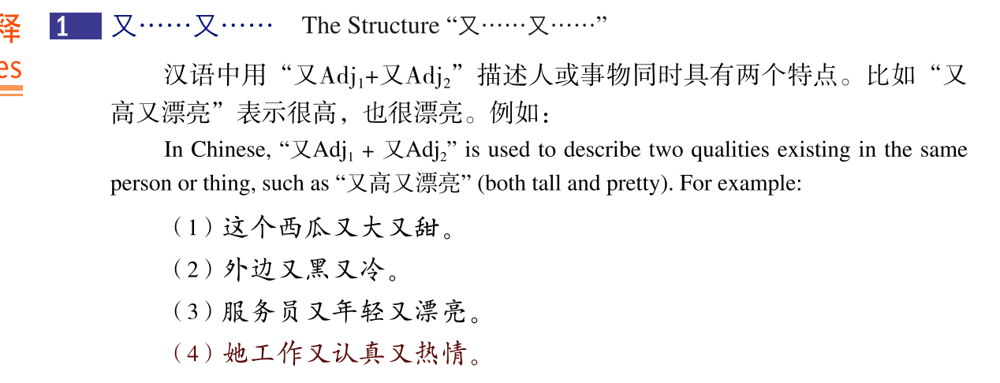 释
es
1 又……又…… The Structure “又……又……”
汉语中用“又Adj₁+又Adj₂”描述人或事物同时具有两个特点。比如“又
高又漂亮”表示很高，也很漂亮。例如：
In Chinese, “又Adj₁ + 又Adj₂” is used to describe two qualities existing in the same
person or thing, such as “又高又漂亮” (both tall and pretty). For example:
（1）这个西瓜又大又甜。
（2）外边又黑又冷。
（3）服务员又年轻又漂亮。
（4）她工作又认真又热情。